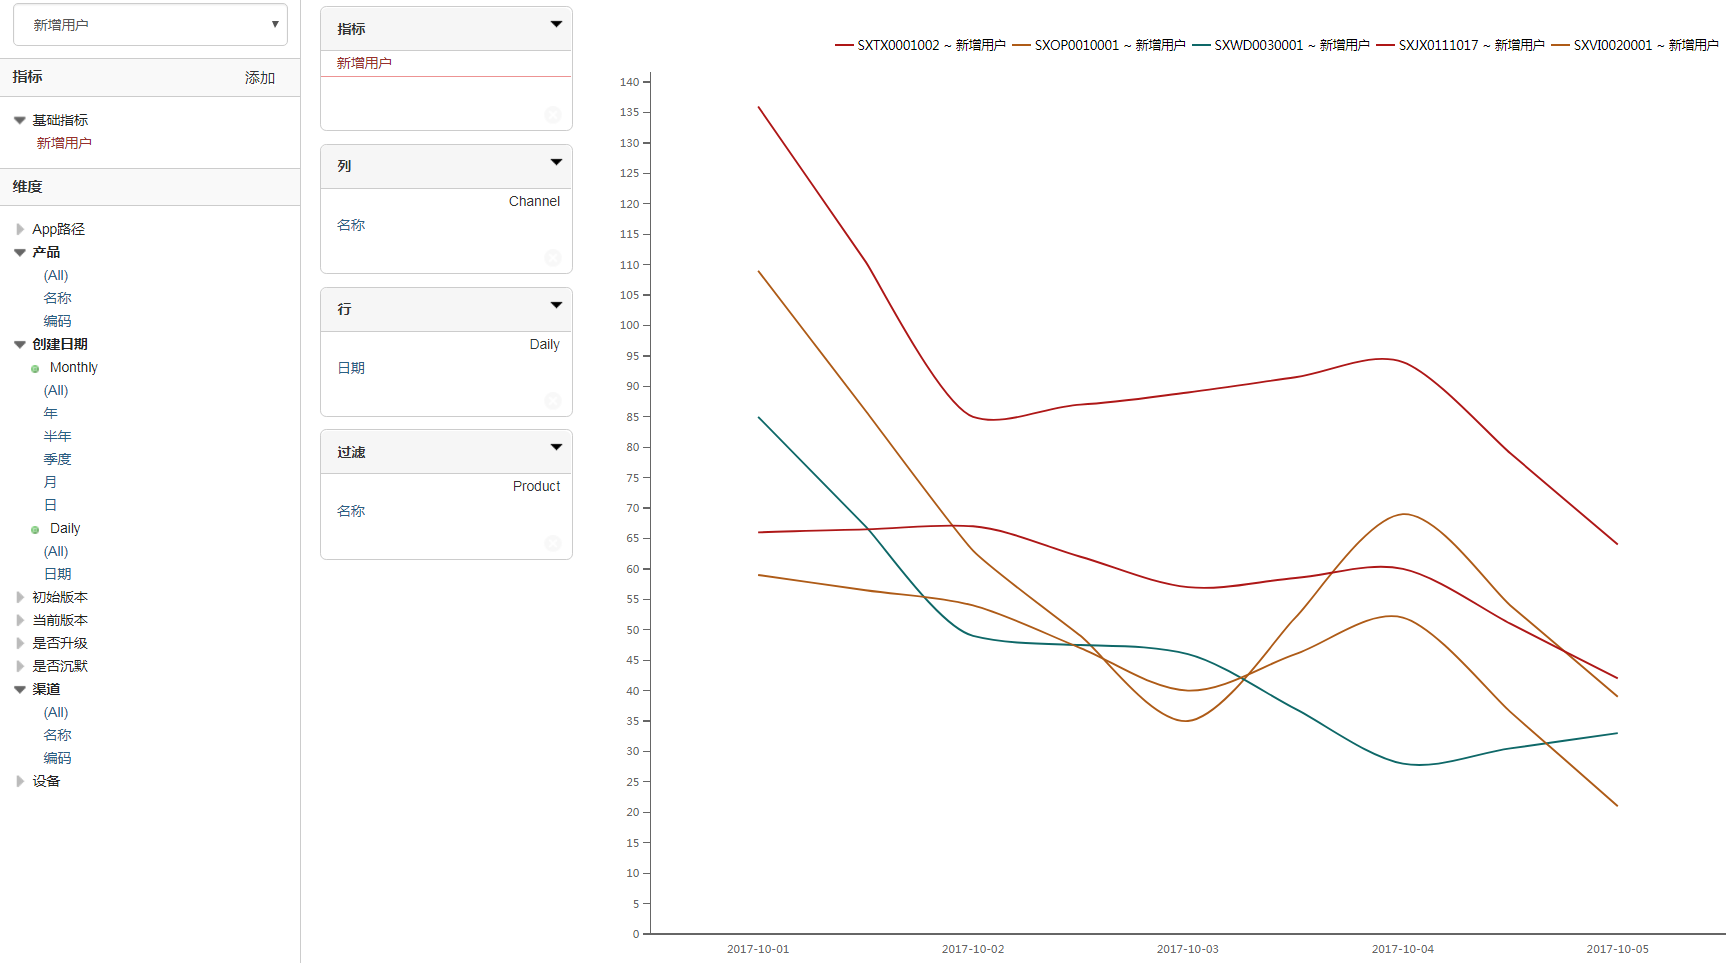 新增用户
指标 添加
基础指标
新增用户
维度
App路径
产品
(All)
名称
编码
创建日期
Monthly
(All)
年
半年
季度
月
日
Daily
(All)
日期
初始版本
当前版本
是否升级
是否沉默
渠道
(All)
名称
编码
设备
指标
新增用户
列
Channel
名称
行
Daily
日期
过滤
Product
名称
SXTX0001002 ~ 新增用户 SXOP0010001 ~ 新增用户 SXWD0030001 ~ 新增用户 SXJX0111017 ~ 新增用户 SXVI0020001 ~ 新增用户
140
135
130
125
120
115
110
105
100
95
90
85
80
75
70
65
60
55
50
45
40
35
30
25
20
15
10
5
0
2017-10-01 2017-10-02 2017-10-03 2017-10-04 2017-10-05